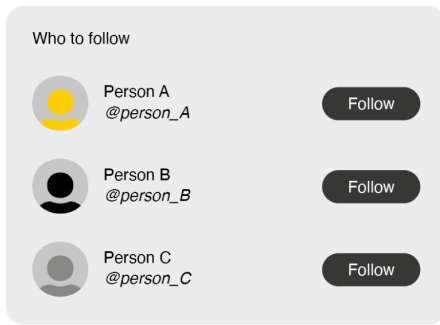 Who to follow
Person A
@person_A
Follow
Person B
@person_B
Follow
Person C
@person_C
Follow